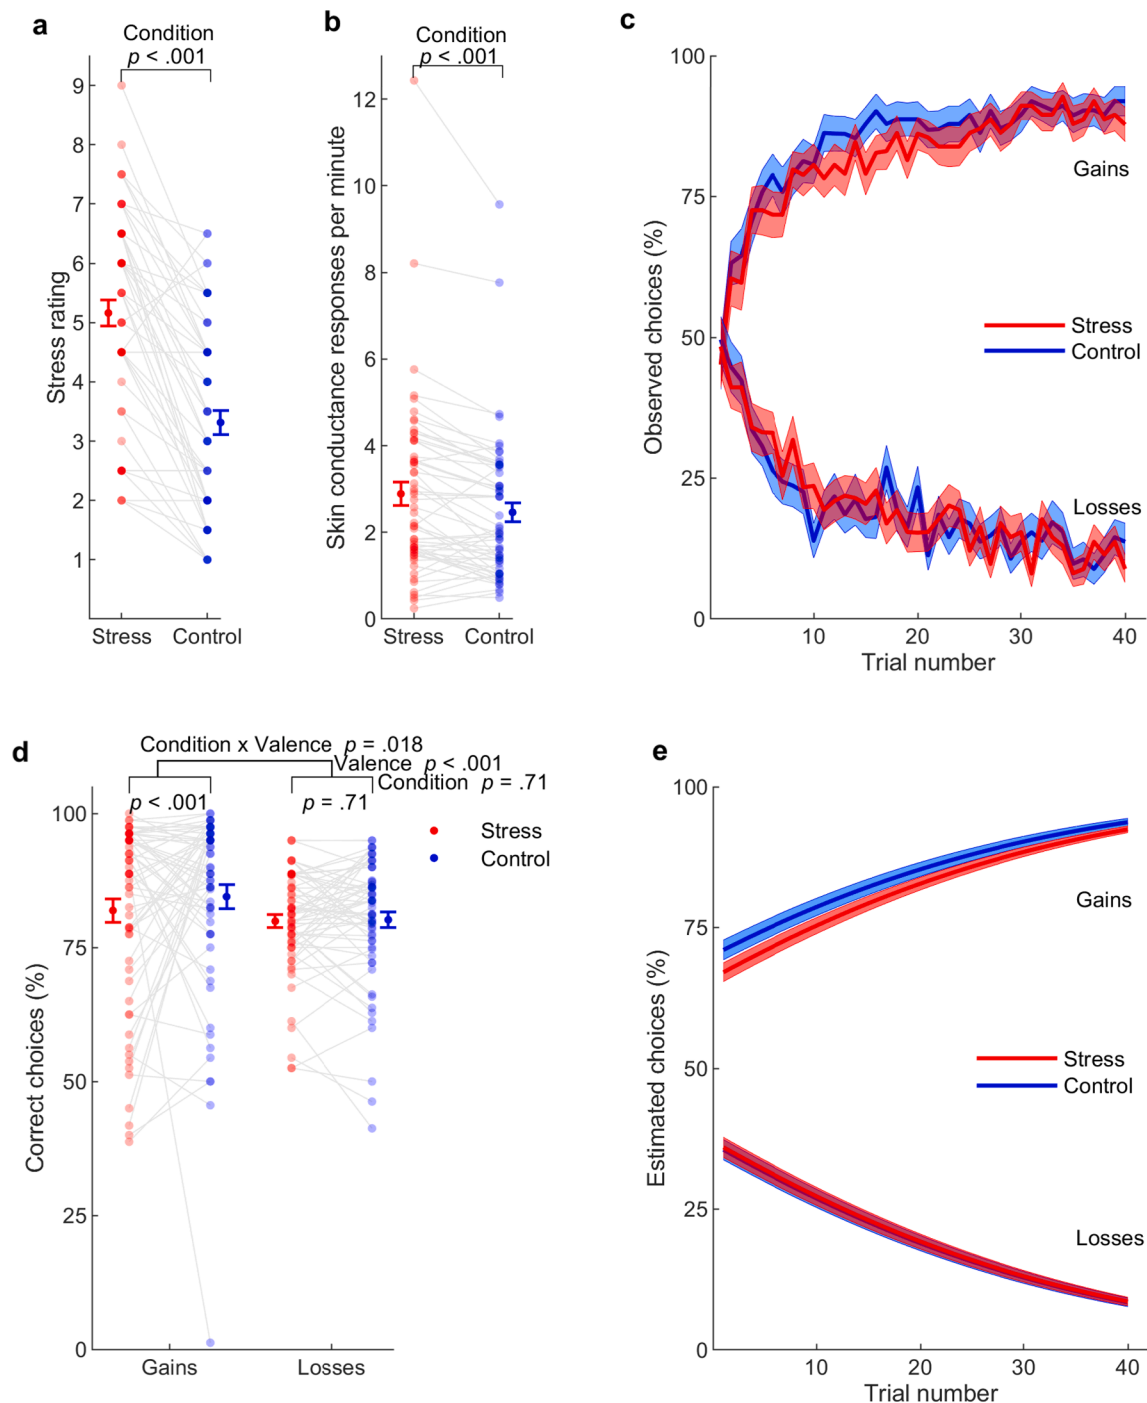 a
Condition
p < .001
9
8
7
6
5
4
3
2
1
Stress rating
Stress Control
b
Condition
p < .001
12
10
8
6
4
2
0
Skin conductance responses per minute
Stress Control
c
100
75
50
25
0
Observed choices (%)
Gains
Stress
Control
Losses
10 20 30 40
Trial number
d
Condition x Valence p = .018
Valence p < .001
Condition p = .71
p < .001
p = .71
Stress
Control
100
75
50
25
0
Correct choices (%)
Gains Losses
e
100
75
50
25
0
Estimated choices (%)
Gains
Stress
Control
Losses
10 20 30 40
Trial number